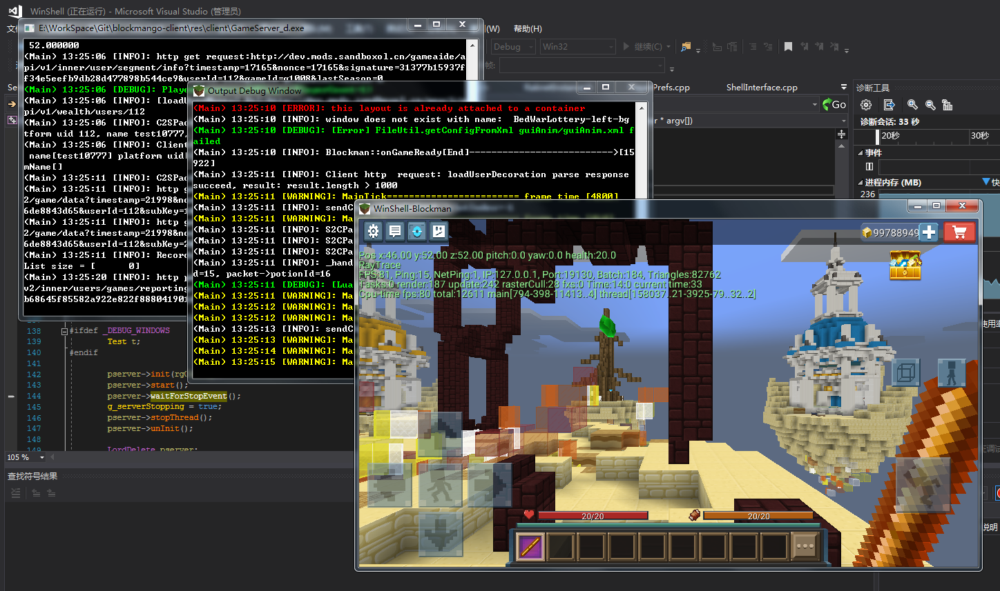 WinShell (正在运行) - Microsoft Visual Studio (管理员)
E:\WorkSpace\Git\blockmango-client\res\client\GameServer_d.exe
(W) 帮助(H)
Debug Win32 继续(C)
52.000000
(Main) 13:25:06 [INFO]: http get request:http://dev.mods.sandboxol.cn/gameaide/a
pi/v1/inner/user/segment/info?timestamp=17165&nonce=17165&signature=31377b15937f
f34e5eefb9db28d477898b544ce9&userId=112&gameId=g1008&lastSeason=0
(Main) 13:25:06 [DEBUG]: Playe
(Main) 13:25:06 [INFO]: [loadU
pi/v1/wealth/users/112
(Main) 13:25:06 [INFO]: C2SPac
tform uid 112, name test10777,
(Main) 13:25:06 [INFO]: Client
name[test10777] platform uid[
mName[]
(Main) 13:25:11 [INFO]: C2SPac
(Main) 13:25:11 [INFO]: http g
2/game/data?timestamp=21998&no
6de8843d65&userId=112&subKey=1
(Main) 13:25:11 [INFO]: http g
2/game/data?timestamp=21998&no
6de8843d65&userId=112&subKey=2
(Main) 13:25:11 [INFO]: Recor
List size = [ 0]
(Main) 13:25:20 [INFO]: http p
v2/inner/users/games/reporting
b68645f85582a922e822f888041901
Output Debug Window
(Main) 13:25:10 [ERROR]: this layout is already attached to a container
(Main) 13:25:10 [INFO]: window does not exist with name: BedWarLottery-left-bg
(Main) 13:25:10 [DEBUG]: [Error] FileUtil.getConfigFromXml guiAnim/guiAnim.xml f
ailed
(Main) 13:25:10 [INFO]: Blockman::onGameReady[End]-------------------------->[15
922]
(Main) 13:25:11 [INFO]: Client http request: loadUserDecoration parse response
succeed, result: result.length > 1000
(Main) 13:25:11 [WARNING]: MainTick======================== frame time [4800]
(Main) 13:25:11 [INFO]: sendC
(Main) 13:25:11 [WARNING]: Ma
(Main) 13:25:11 [INFO]: S2CPa
(Main) 13:25:11 [INFO]: S2CPa
(Main) 13:25:11 [INFO]: S2CPa
(Main) 13:25:11 [INFO]: _hand
d=15, packet->potionId=16
(Main) 13:25:11 [DEBUG]: [Lua
(Main) 13:25:11 [WARNING]: Ma
(Main) 13:25:12 [WARNING]: Ma
(Main) 13:25:12 [WARNING]: Ma
(Main) 13:25:12 [INFO]: sendC
(Main) 13:25:13 [WARNING]: Ma
(Main) 13:25:14 [WARNING]: Ma
(Main) 13:25:15 [WARNING]: Ma
Prefs.cpp ShellInterface.cpp
Go
r * argv[])
诊断工具
诊断会话: 33 秒
20秒 30秒
事件
进程内存 (MB) 快
236
使用率
说明
138 #ifdef _DEBUG_WINDOWS
139 Test t;
140 #endif
141
142 pserver->init(rg
143 pserver->start();
144 pserver->waitForStopEvent();
145 g_serverStopping = true;
146 pserver->stopThread();
147 pserver->unInit();
148
149 LordDelete pserver;
105 %
查找符号结果
WinShell-Blockman
99788949
Pos x:46.00 y:52.00 z:52.00 pitch:0.0 yaw:0.0 health:20.0
RayTrace
FPS:81, Ping:15, NetPing:1, IP:127.0.0.1, Port:19130, Batch:184, Triangles:82762
Tasks:0 render:187 update:242 rasterCull:28 fxs:0 Time:14:0 current time:33
Cpu-time fps:80 total:12611 main[794-398-11413..4] thread[158037..21-3925-79..32..2]
20/20 20/20